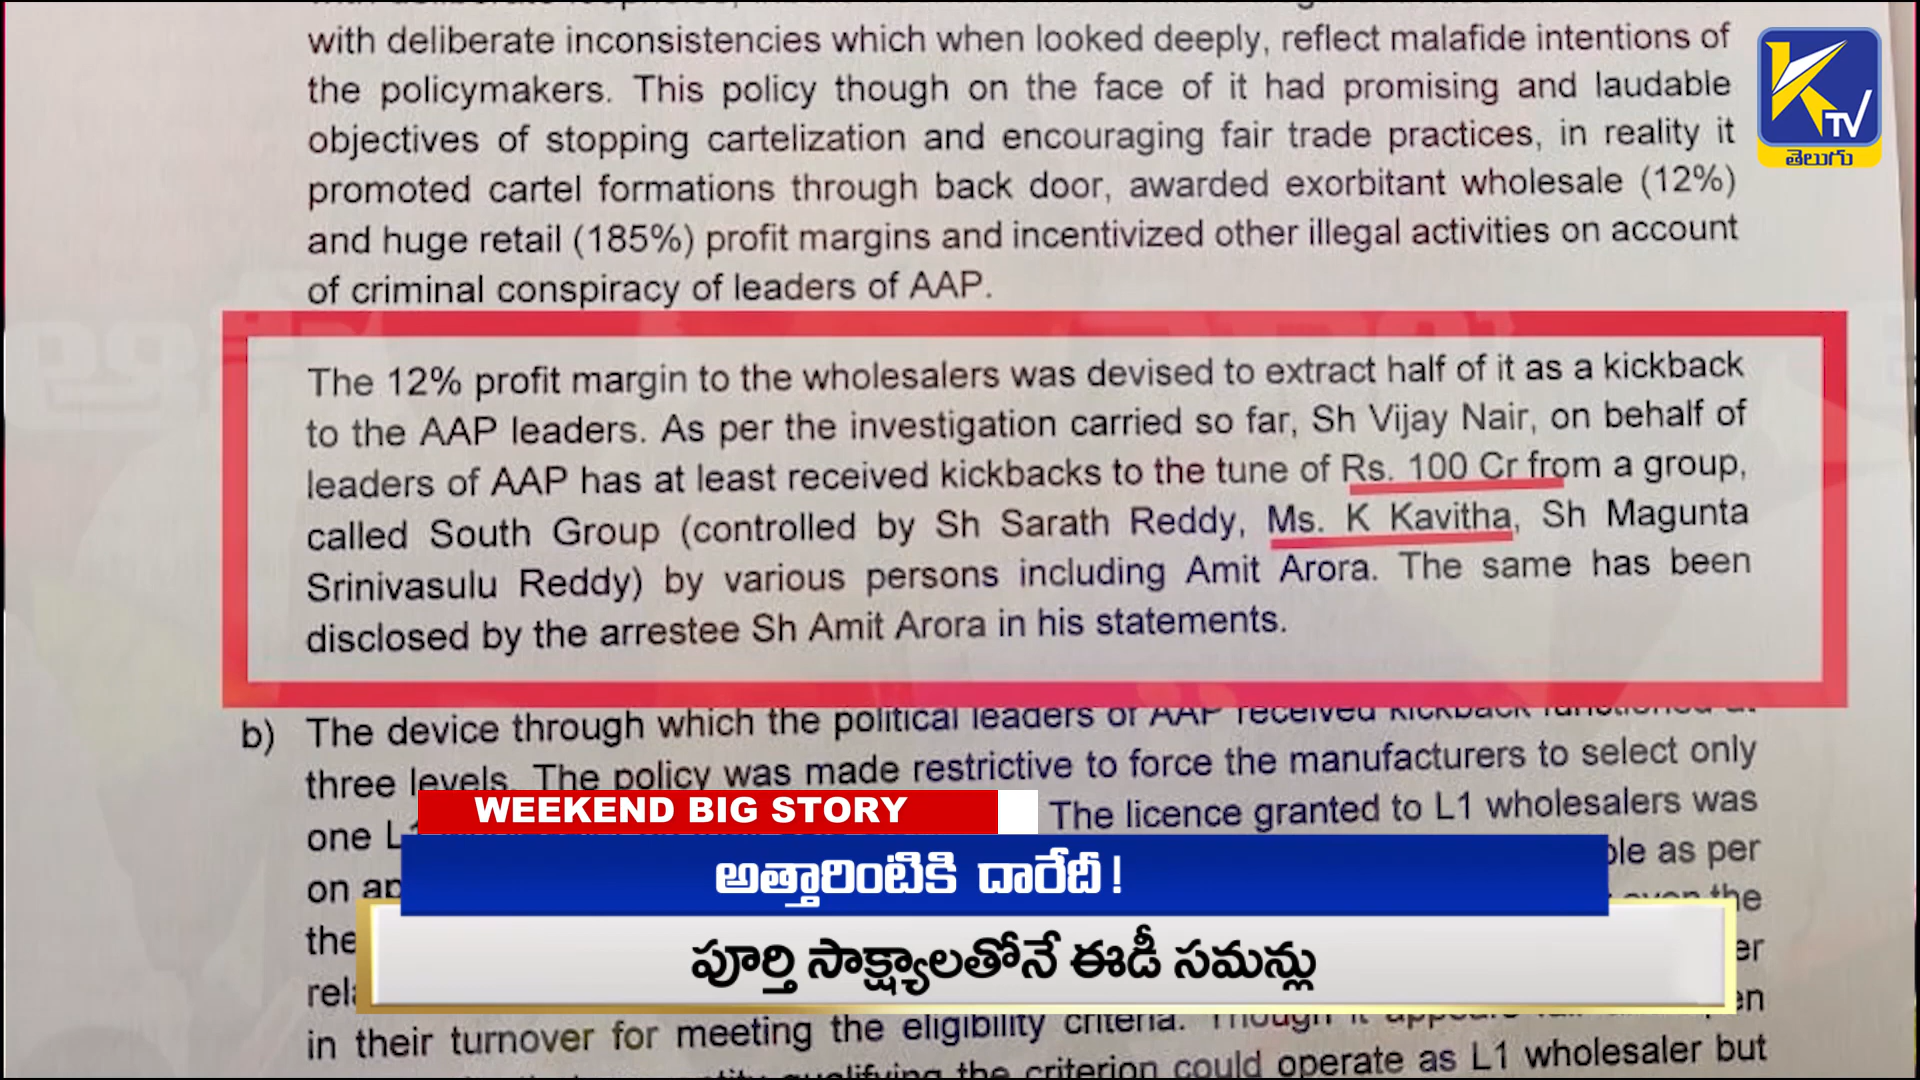 with deliberate inconsistencies which when looked deeply, reflect malafide intentions of
the policymakers. This policy though on the face of it had promising and laudable
objectives of stopping cartelization and encouraging fair trade practices, in reality it
promoted cartel formations through back door, awarded exorbitant wholesale (12%)
and huge retail (185%) profit margins and incentivized other illegal activities on account
of criminal conspiracy of leaders of AAP.
The 12% profit margin to the wholesalers was devised to extract half of it as a kickback
to the AAP leaders. As per the investigation carried so far, Sh Vijay Nair, on behalf of
leaders of AAP has at least received kickbacks to the tune of Rs. 100 Cr from a group,
called South Group (controlled by Sh Sarath Reddy, Ms. K Kavitha, Sh Magunta
Srinivasulu Reddy) by various persons including Amit Arora. The same has been
disclosed by the arrestee Sh Amit Arora in his statements.
b) The device through which the political leaders of AAP received kickback
three levels. The policy was made restrictive to force the manufacturers to select only
one The licence granted to L1 wholesalers was
on as per
the the
in their turnover for meeting the eligibility criteria. Though it
the criterion could operate as L1 wholesaler but
KTV
తెలుగు
WEEKEND BIG STORY
అత్తారింటికి దారేదీ!
పూర్తి సాక్ష్యాలతోనే ఈడీ సమన్లు